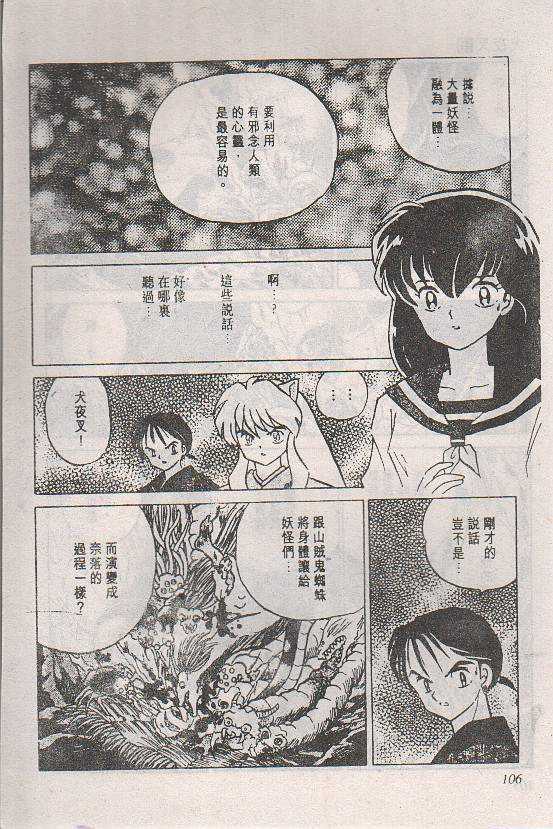 據説…
大量妖怪
融為一體…
要利用
有邪念人類
的心靈，
是最容易的。
啊…？
這些説話…
好像
在哪裏
聽過…
……
犬夜叉！
剛才的
説話
豈不是…
跟山賊鬼蜘蛛
將身體讓給
妖怪們…
而演變成
奈落的
過程一樣？
106